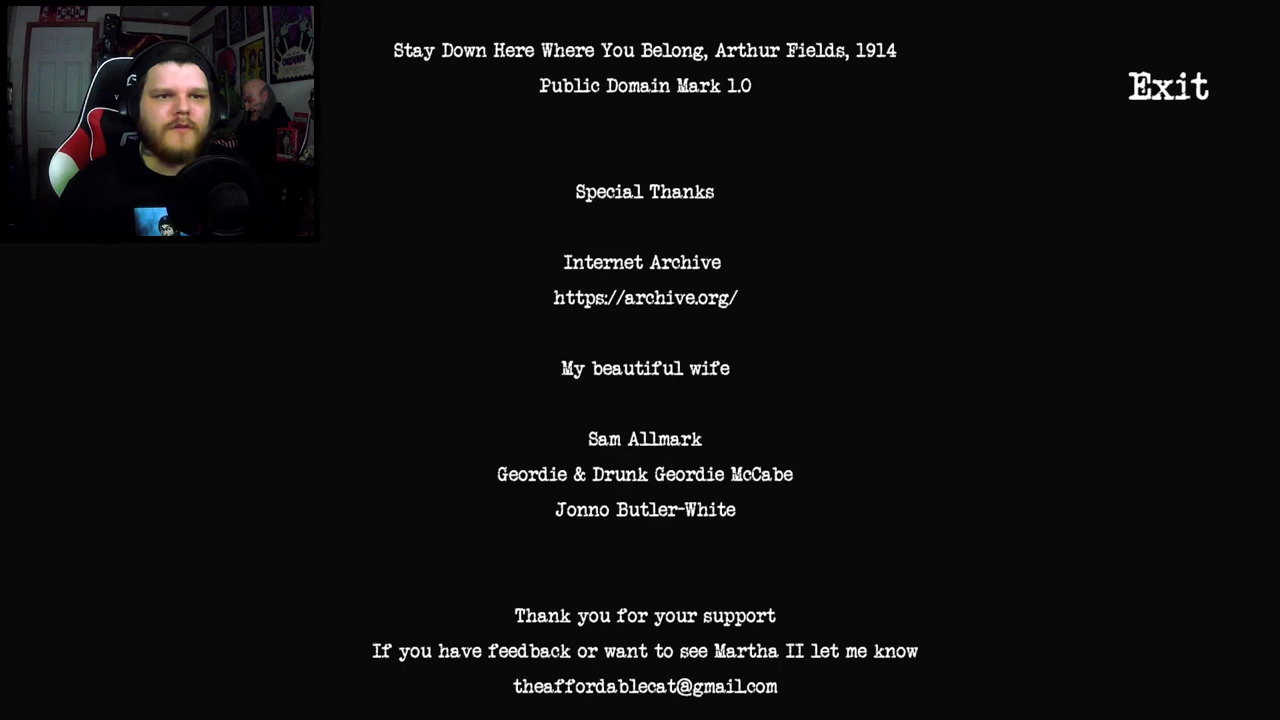 Stay Down Here Where You Belong, Arthur Fields, 1914
Public Domain Mark 1.0
Exit
Special Thanks
Internet Archive
https://archive.org/
My beautiful wife
Sam Allmark
Geordie & Drunk Geordie McCabe
Jonno Butler-White
Thank you for your support
If you have feedback or want to see Martha II let me know
theaffordablecat@gmail.com